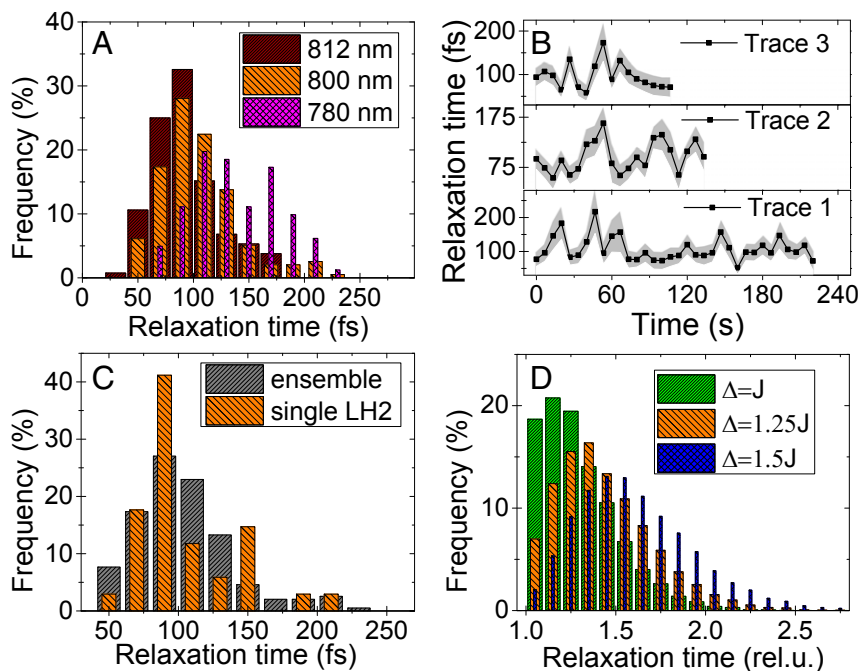 A
812 nm
800 nm
780 nm
Frequency (%)
40
30
20
10
0
0 50 100 150 200 250
Relaxation time (fs)
B
Trace 3
Trace 2
Trace 1
Relaxation time (fs)
200
100
175
75
200
100
0 60 120 180 240
Time (s)
C
ensemble
single LH2
Frequency (%)
40
30
20
10
0
50 100 150 200 250
Relaxation time (fs)
D
Δ=J
Δ=1.25J
Δ=1.5J
Frequency (%)
20
10
0
1.0 1.5 2.0 2.5
Relaxation time (rel.u.)